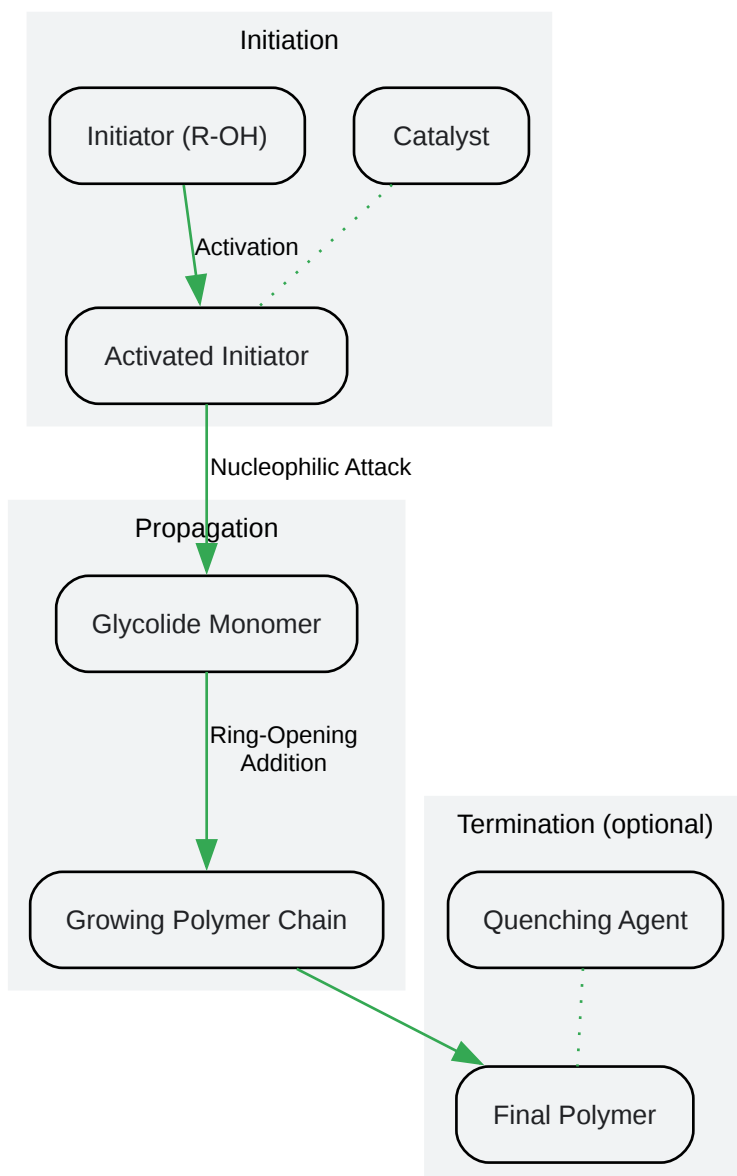 Initiation
Initiator (R-OH)
Catalyst
Activation
Activated Initiator
Nucleophilic Attack
Propagation
Glycolide Monomer
Ring-Opening
Addition
Termination (optional)
Growing Polymer Chain
Quenching Agent
Final Polymer